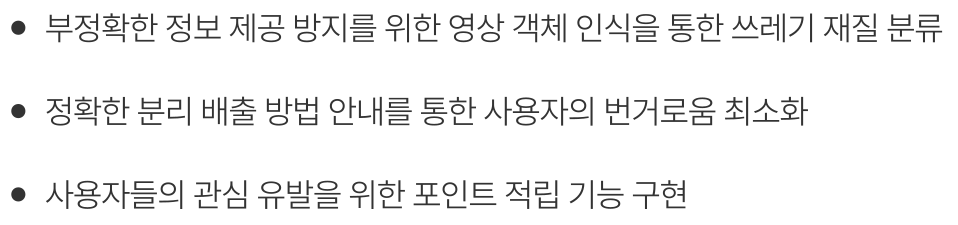 ● 부정확한 정보 제공 방지를 위한 영상 객체 인식을 통한 쓰레기 재질 분류
● 정확한 분리 배출 방법 안내를 통한 사용자의 번거로움 최소화
● 사용자들의 관심 유발을 위한 포인트 적립 기능 구현